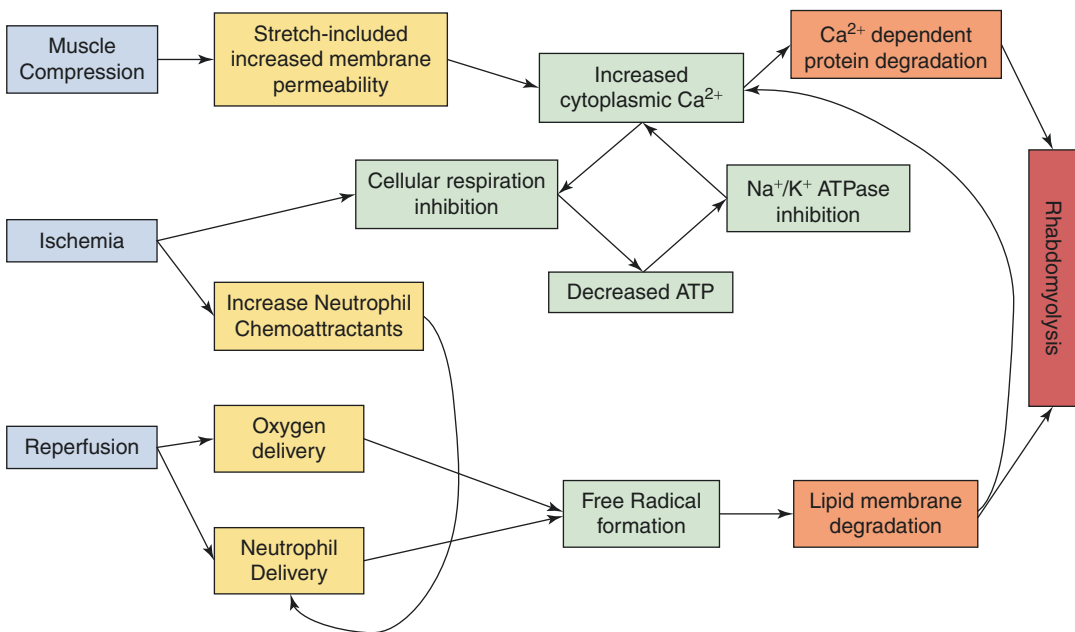 Muscle
Compression
Stretch-included
increased membrane
permeability
Increased
cytoplasmic Ca²⁺
Ca²⁺ dependent
protein degradation
Cellular respiration
inhibition
Na⁺/K⁺ ATPase
inhibition
Decreased ATP
Ischemia
Increase Neutrophil
Chemoattractants
Rhabdomyolysis
Reperfusion
Oxygen
delivery
Neutrophil
Delivery
Free Radical
formation
Lipid membrane
degradation